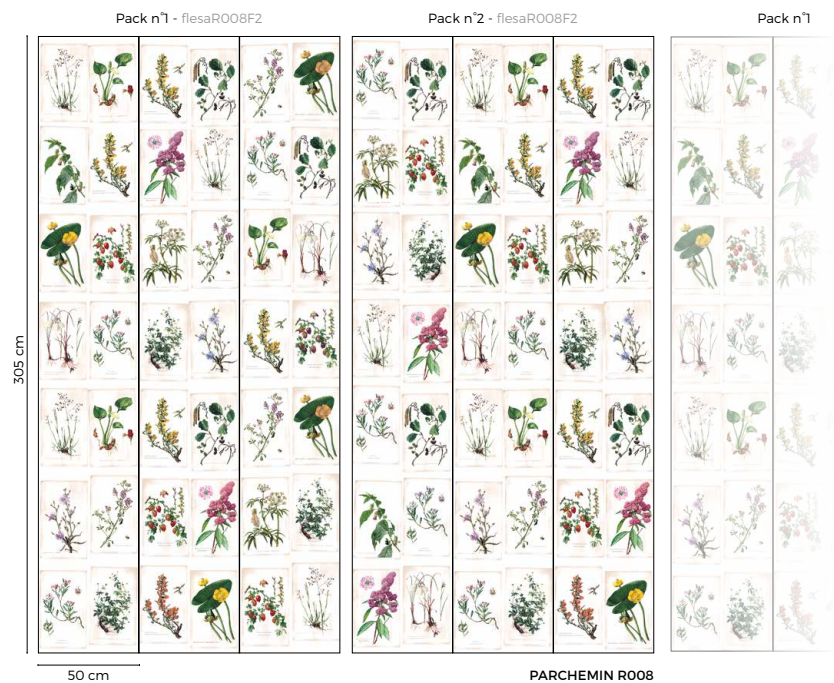 Pack n°1 - flesaR008F2
Pack n°2 - flesaR008F2
Pack n°1
305 cm
50 cm
PARCHEMIN R008